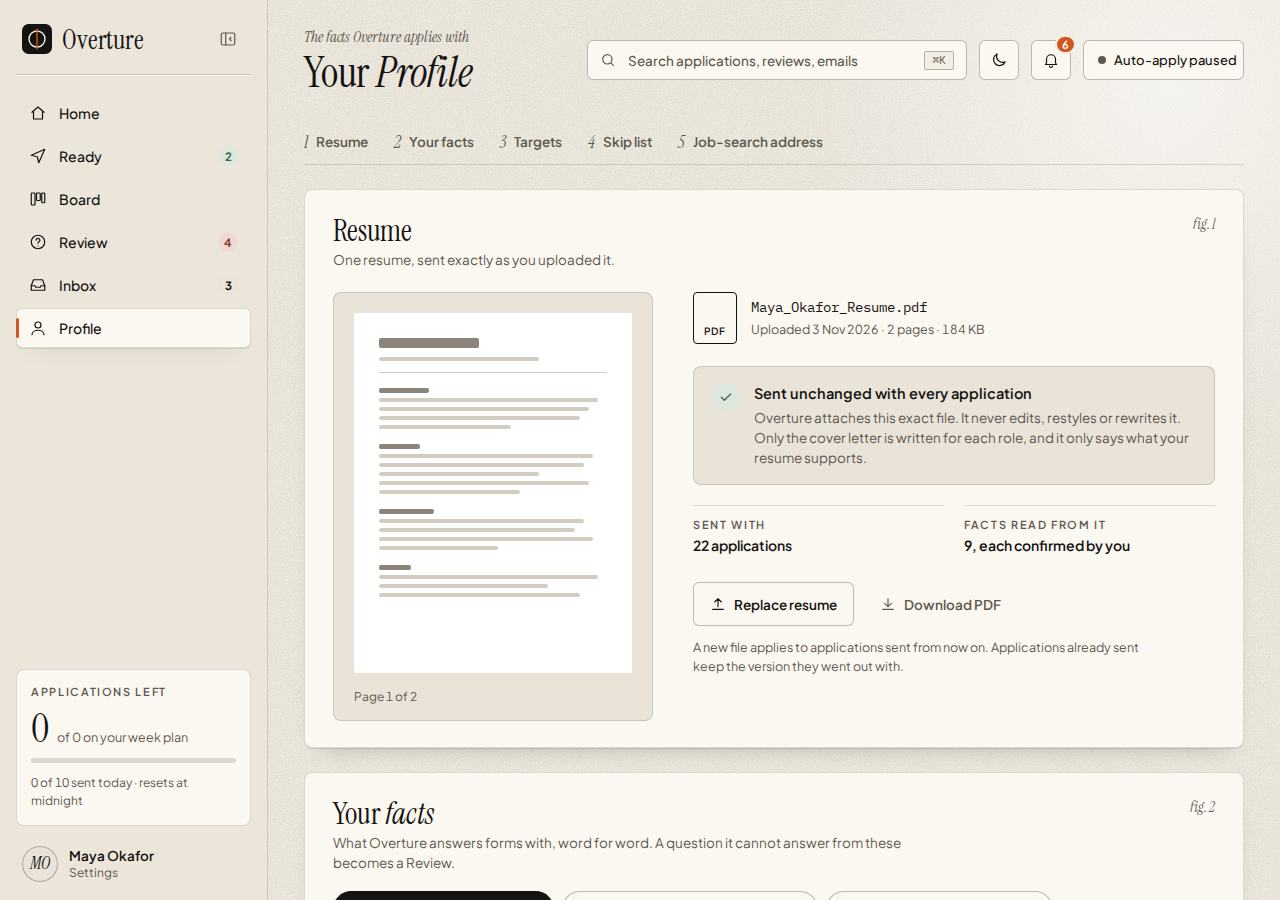 Overture
The facts Overture applies with
Your Profile
Search applications, reviews, emails
⌘K
6
Auto-apply paused
Home
Ready 2
Board
Review 4
Inbox 3
Profile
1 Resume
2 Your facts
3 Targets
4 Skip list
5 Job-search address
Resume
fig. 1
One resume, sent exactly as you uploaded it.
Page 1 of 2
PDF
Maya_Okafor_Resume.pdf
Uploaded 3 Nov 2026 · 2 pages · 184 KB
Sent unchanged with every application
Overture attaches this exact file. It never edits, restyles or rewrites it.
Only the cover letter is written for each role, and it only says what your
resume supports.
SENT WITH
22 applications
FACTS READ FROM IT
9, each confirmed by you
Replace resume
Download PDF
A new file applies to applications sent from now on. Applications already sent
keep the version they went out with.
APPLICATIONS LEFT
0 of 0 on your week plan
0 of 10 sent today · resets at
midnight
MO
Maya Okafor
Settings
Your facts
fig. 2
What Overture answers forms with, word for word. A question it cannot answer from these
becomes a Review.